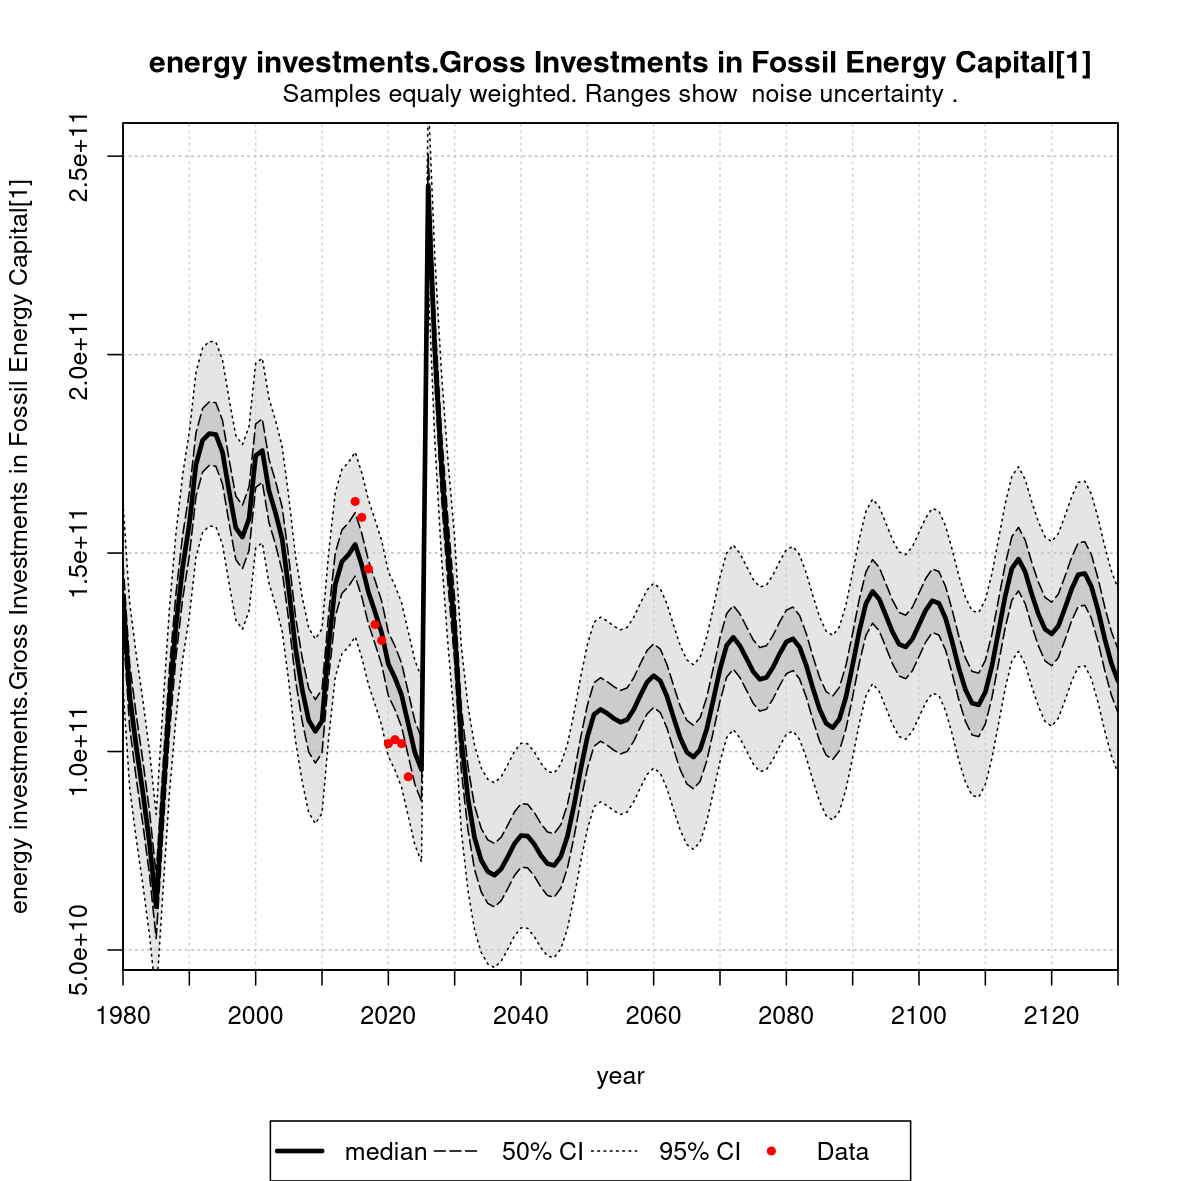 energy investments.Gross Investments in Fossil Energy Capital[1]
Samples equaly weighted. Ranges show  noise uncertainty .
energy investments.Gross Investments in Fossil Energy Capital[1]
2.5e+11
2.0e+11
1.5e+11
1.0e+11
5.0e+10
1980 2000 2020 2040 2060 2080 2100 2120
year
median 50% CI 95% CI Data